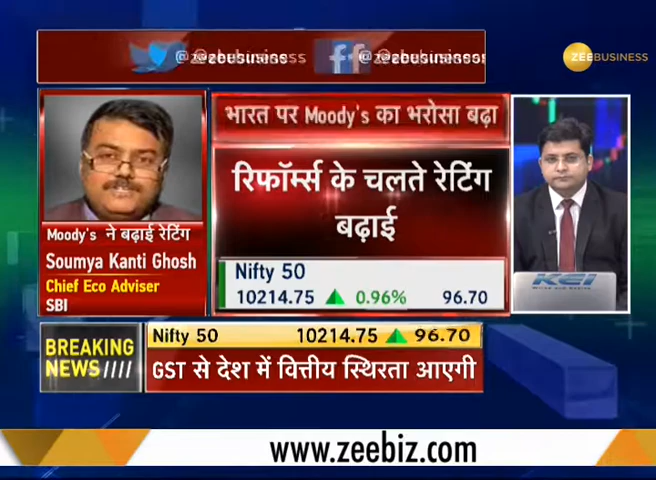 @zeebusiness
@zeebusiness
ZEEBUSINESS
भारत पर Moody's का भरोसा बढ़ा
रिफॉर्म्स के चलते रेटिंग
बढ़ाई
Moody's ने बढ़ाई रेटिंग
Soumya Kanti Ghosh
Chief Eco Adviser
SBI
Nifty 50
10214.75 0.96% 96.70
KEI
BREAKING
NEWS ////
Nifty 50 10214.75 96.70
GST से देश में वित्तीय स्थिरता आएगी
www.zeebiz.com